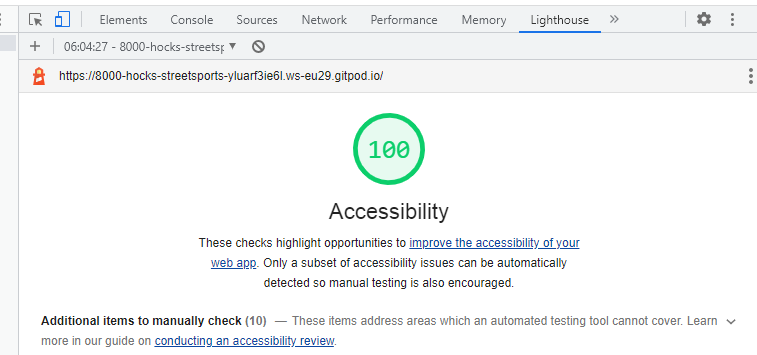 Elements Console Sources Network Performance Memory Lighthouse »
+ 06:04:27 - 8000-hocks-streetsp ▼
https://8000-hocks-streetsports-yluarf3ie6l.ws-eu29.gitpod.io/
100
Accessibility
These checks highlight opportunities to improve the accessibility of your
web app. Only a subset of accessibility issues can be automatically
detected so manual testing is also encouraged.
Additional items to manually check (10) — These items address areas which an automated testing tool cannot cover. Learn
more in our guide on conducting an accessibility review.